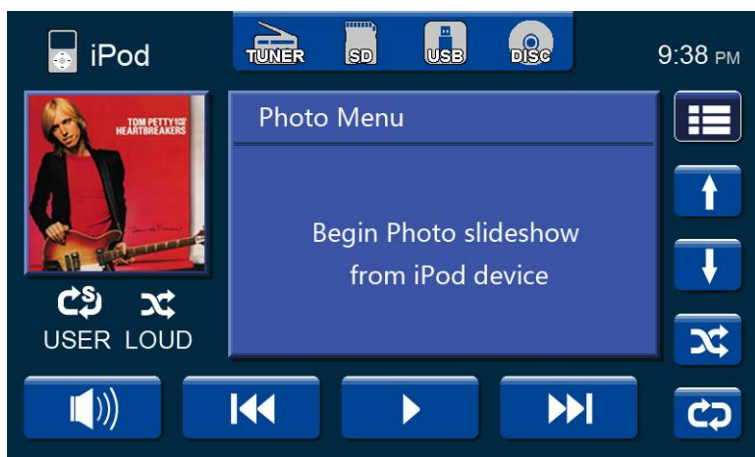 iPod
TUNER
SD
USB
DISC
9:38 PM
TOM PETTY AND THE
HEARTBREAKERS
Photo Menu
Begin Photo slideshow
from iPod device
S
USER LOUD